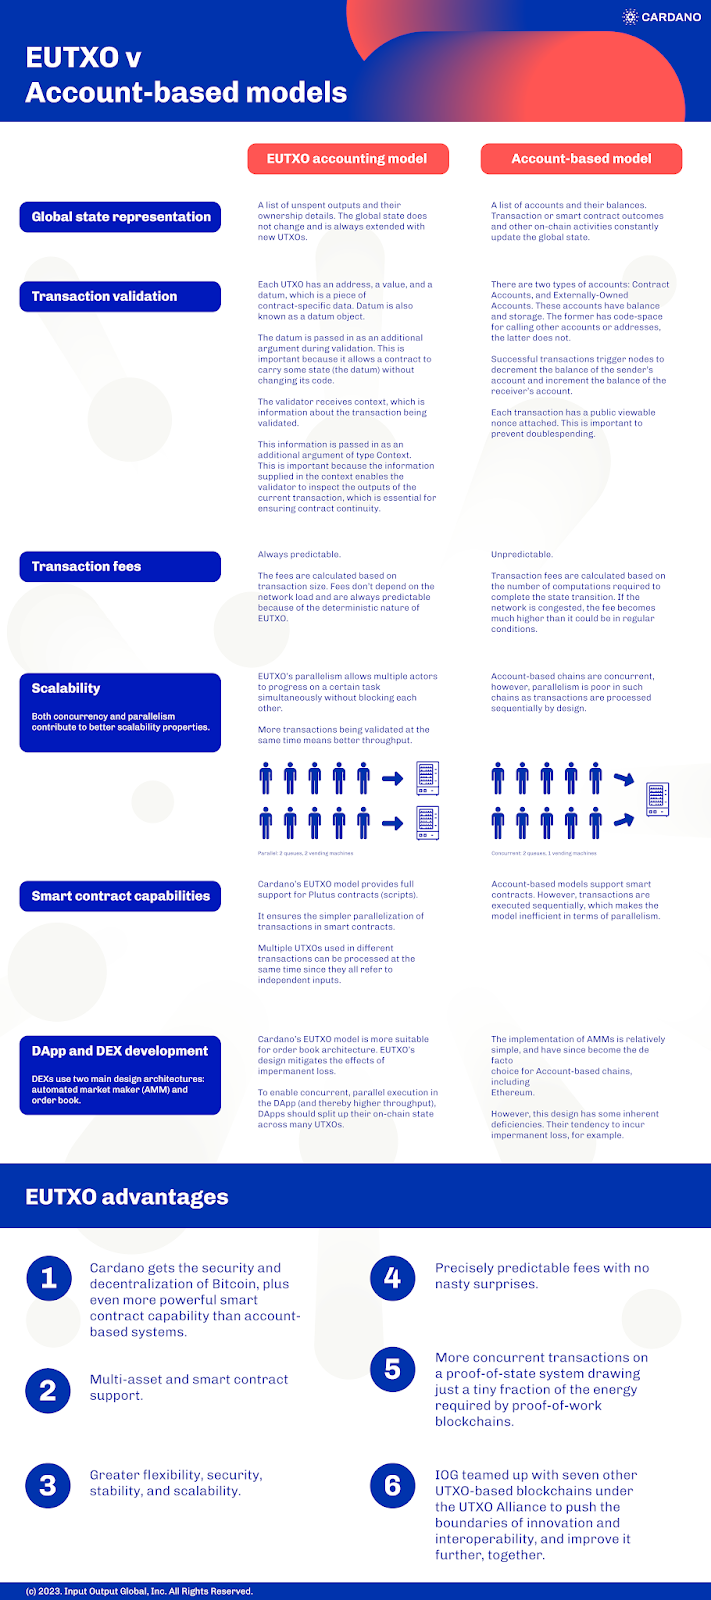 CARDANO
EUTXO v
Account-based models
EUTXO accounting model
Account-based model
Global state representation
A list of unspent outputs and their
ownership details. The global state does
not change and is always extended with
new UTXOs.
A list of accounts and their balances.
Transaction or smart contract outcomes
and other on-chain activities constantly
update the global state.
Transaction validation
Each UTXO has an address, a value, and a
datum, which is a piece of
contract-specific data. Datum is also
known as a datum object.
The datum is passed in as an additional
argument during validation. This is
important because it allows a contract to
carry some state (the datum) without
changing its code.
The validator receives context, which is
information about the transaction being
validated.
This information is passed in as an
additional argument of type Context.
This is important because the information
supplied in the context enables the
validator to inspect the outputs of the
current transaction, which is essential for
ensuring contract continuity.
There are two types of accounts: Contract
Accounts, and Externally-Owned
Accounts. These accounts have balance
and storage. The former has code-space
for calling other accounts or addresses,
the latter does not.
Successful transactions trigger nodes to
decrement the balance of the sender's
account and increment the balance of the
receiver's account.
Each transaction has a public viewable
nonce attached. This is important to
prevent doublespending.
Transaction fees
Always predictable.
The fees are calculated based on
transaction size. Fees don't depend on the
network load and are always predictable
because of the deterministic nature of
EUTXO.
Unpredictable.
Transaction fees are calculated based on
the number of computations required to
complete the state transition. If the
network is congested, the fee becomes
much higher than it could be in regular
conditions.
Scalability
Both concurrency and parallelism
contribute to better scalability properties.
EUTXO's parallelism allows multiple actors
to progress on a certain task
simultaneously without blocking each
other.
More transactions being validated at the
same time means better throughput.
Parallel: 2 queues, 2 vending machines
Account-based chains are concurrent,
however, parallelism is poor in such
chains as transactions are processed
sequentially by design.
Concurrent: 2 queues, 1 vending machines
Smart contract capabilities
Cardano's EUTXO model provides full
support for Plutus contracts (scripts).
It ensures the simpler parallelization of
transactions in smart contracts.
Multiple UTXOs used in different
transactions can be processed at the
same time since they all refer to
independent inputs.
Account-based models support smart
contracts. However, transactions are
executed sequentially, which makes the
model inefficient in terms of parallelism.
DApp and DEX development
DEXs use two main design architectures:
automated market maker (AMM) and
order book.
Cardano's EUTXO model is more suitable
for order book architecture. EUTXO's
design mitigates the effects of
impermanent loss.
To enable concurrent, parallel execution in
the DApp (and thereby higher throughput),
DApps should split up their on-chain state
across many UTXOs.
The implementation of AMMs is relatively
simple, and have since become the de
facto
choice for Account-based chains,
including
Ethereum.
However, this design has some inherent
deficiencies. Their tendency to incur
impermanent loss, for example.
EUTXO advantages
1
Cardano gets the security and
decentralization of Bitcoin, plus
even more powerful smart
contract capability than account-
based systems.
2
Multi-asset and smart contract
support.
3
Greater flexibility, security,
stability, and scalability.
4
Precisely predictable fees with no
nasty surprises.
5
More concurrent transactions on
a proof-of-state system drawing
just a tiny fraction of the energy
required by proof-of-work
blockchains.
6
IOG teamed up with seven other
UTXO-based blockchains under
the UTXO Alliance to push the
boundaries of innovation and
interoperability, and improve it
further, together.
(c) 2023. Input Output Global, Inc. All Rights Reserved.